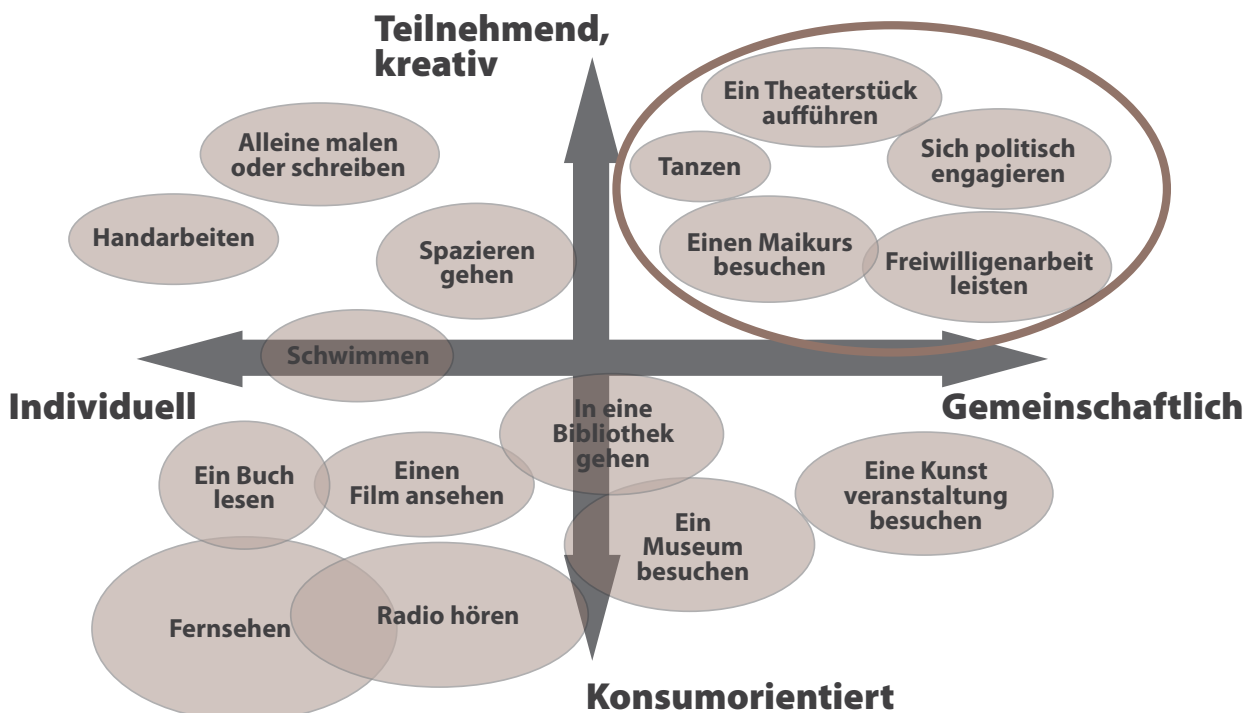 Teilnehmend,
kreativ
Ein Theaterstück
aufführen
Alleine malen
oder schreiben
Tanzen
Sich politisch
engagieren
Handarbeiten
Spazieren
gehen
Einen Maikurs
besuchen
Freiwilligenarbeit
leisten
Schwimmen
Individuell
Gemeinschaftlich
In eine
Bibliothek
gehen
Ein Buch
lesen
Einen
Film ansehen
Eine Kunst
veranstaltung
besuchen
Ein
Museum
besuchen
Fernsehen
Radio hören
Konsumorientiert